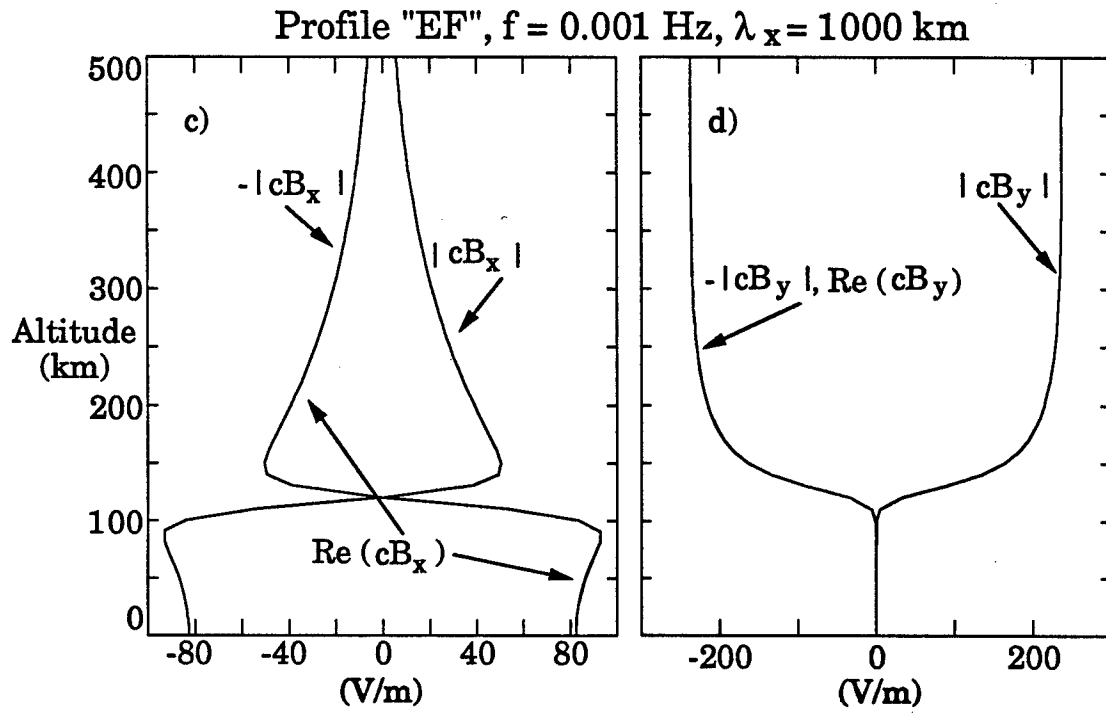 Profile "EF", f = 0.001 Hz, λx = 1000 km
500
400
300
Altitude
(km)
200
100
0
c)
-|cBx |
|cBx |
Re (cBx )
-80
-40
0
40
80
(V/m)
d)
|cBy |
-|cBy |, Re (cBy)
-200
0
200
(V/m)